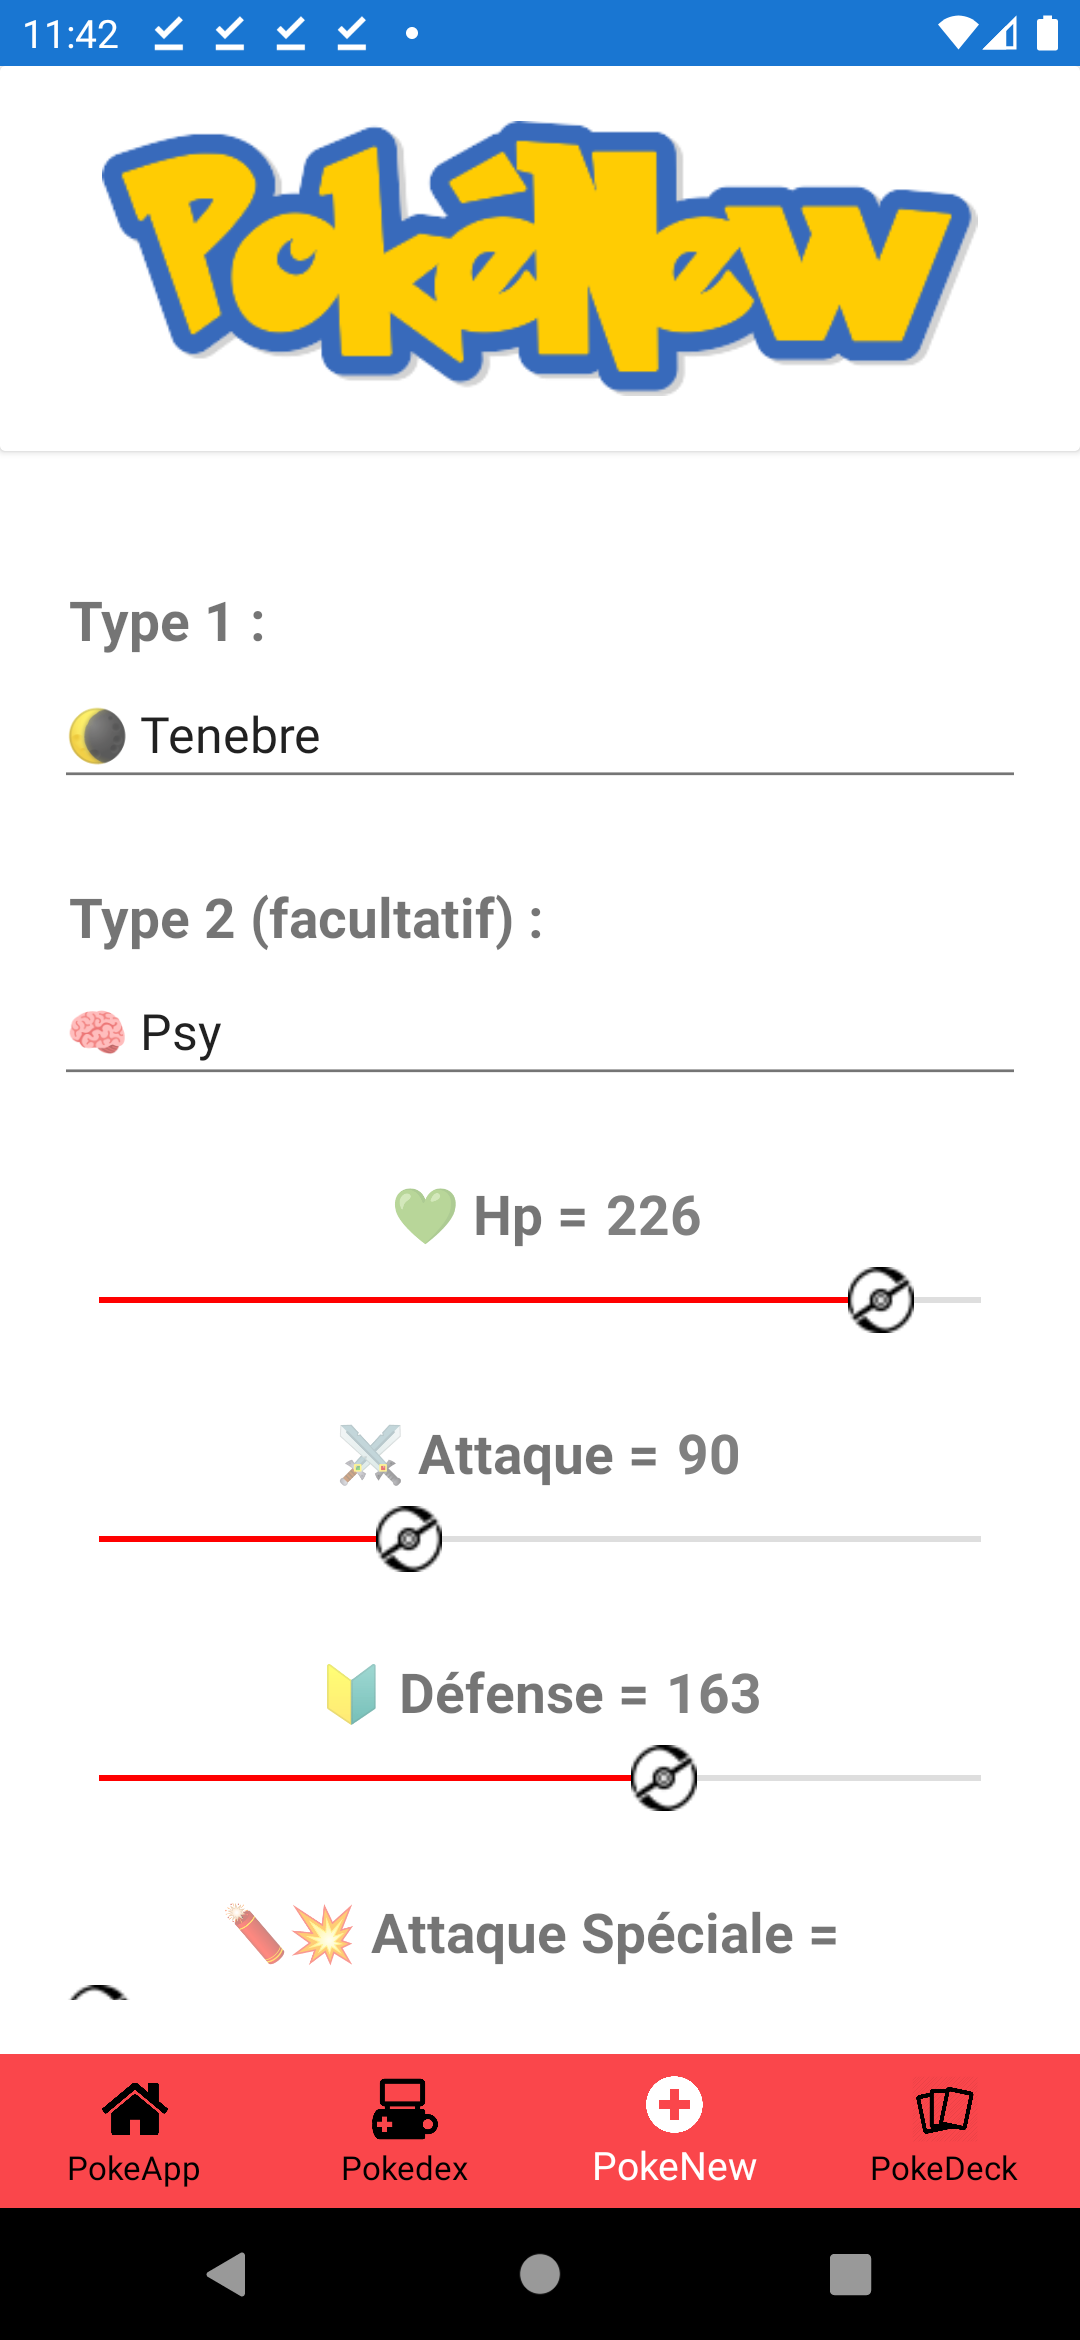 11:42
PokéNew
Type 1 :
🌘 Tenebre
Type 2 (facultatif) :
🧠 Psy
💚 Hp = 226
⚔️ Attaque = 90
🔰 Défense = 163
🧨💥 Attaque Spéciale =
PokeApp
Pokedex
PokeNew
PokeDeck